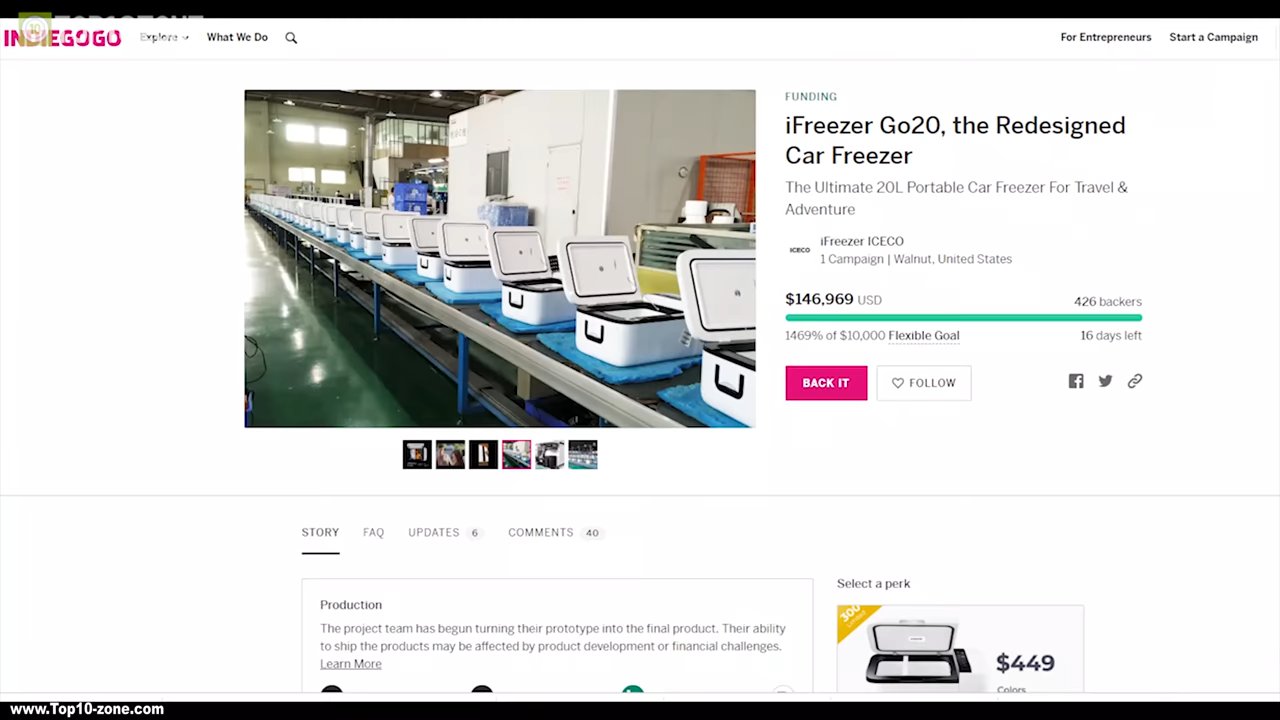 TOP10ZONE
INDIEGOGO
Explore
What We Do
For Entrepreneurs
Start a Campaign
FUNDING
iFreezer Go20, the Redesigned
Car Freezer
The Ultimate 20L Portable Car Freezer For Travel &
Adventure
ICECO
iFreezer ICECO
1 Campaign | Walnut, United States
$146,969 USD
426 backers
1469% of $10,000 Flexible Goal
16 days left
BACK IT
FOLLOW
STORY
FAQ
UPDATES 6
COMMENTS 40
Production
The project team has begun turning their prototype into the final product. Their ability
to ship the products may be affected by product development or financial challenges.
Learn More
Select a perk
300
$449
Colors
www.Top10-zone.com